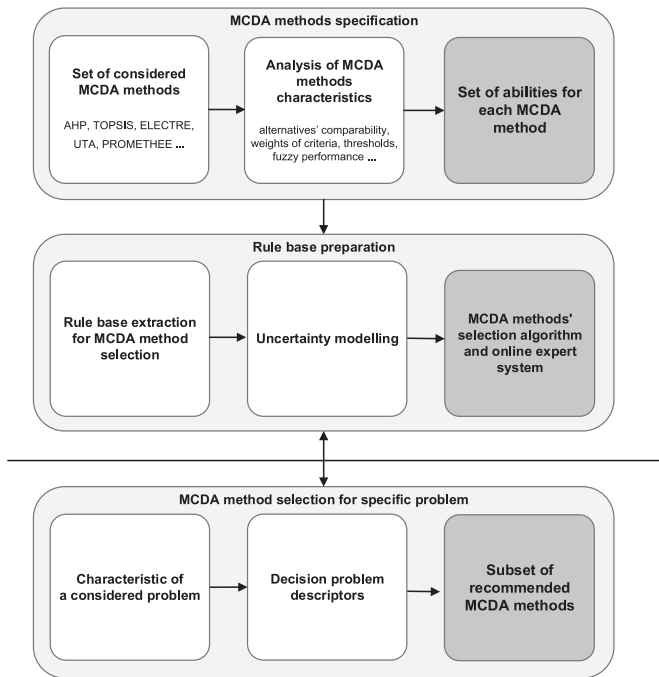 MCDA methods specification
Set of considered
MCDA methods
AHP, TOPSIS, ELECTRE,
UTA, PROMETHEE ...
Analysis of MCDA
methods
characteristics
alternatives' comparability,
weights of criteria, thresholds,
fuzzy performance ...
Set of abilities for
each MCDA
method
Rule base preparation
Rule base extraction
for MCDA method
selection
Uncertainty modelling
MCDA methods'
selection algorithm
and online expert
system
MCDA method selection for specific problem
Characteristic of
a considered problem
Decision problem
descriptors
Subset of
recommended
MCDA methods